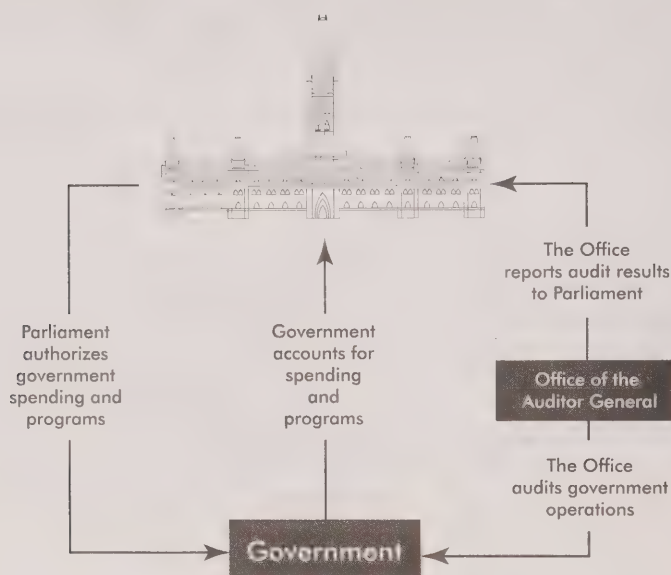 The Office
reports audit results
to Parliament
Parliament
authorizes
government
spending and
programs
Government
accounts for
spending
and
programs
Office of the
Auditor General
The Office
audits government
operations
Government